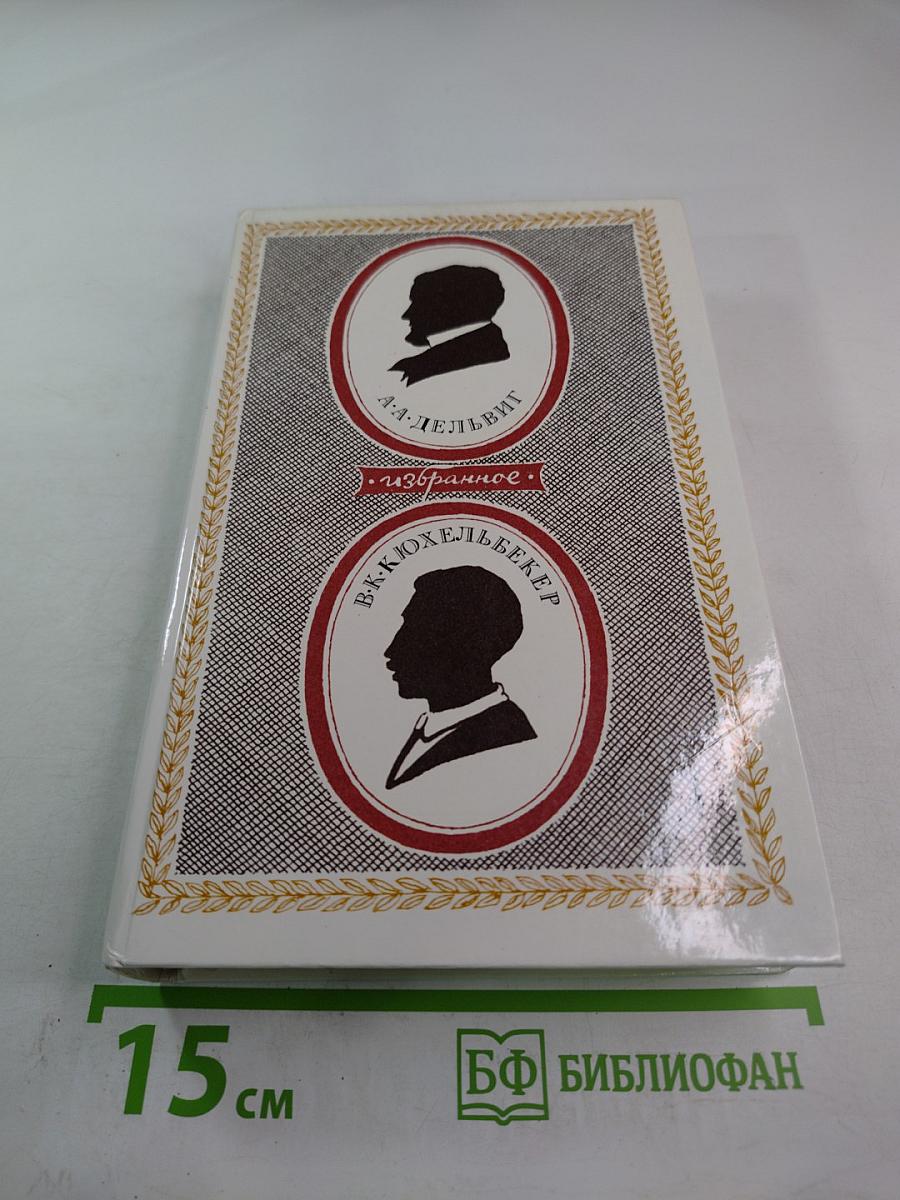 А·А·ДЕЛЬВИГ
·избранное·
В·К·КЮХЕЛЬБЕКЕР
15 см
БФ БИБЛИОФАН